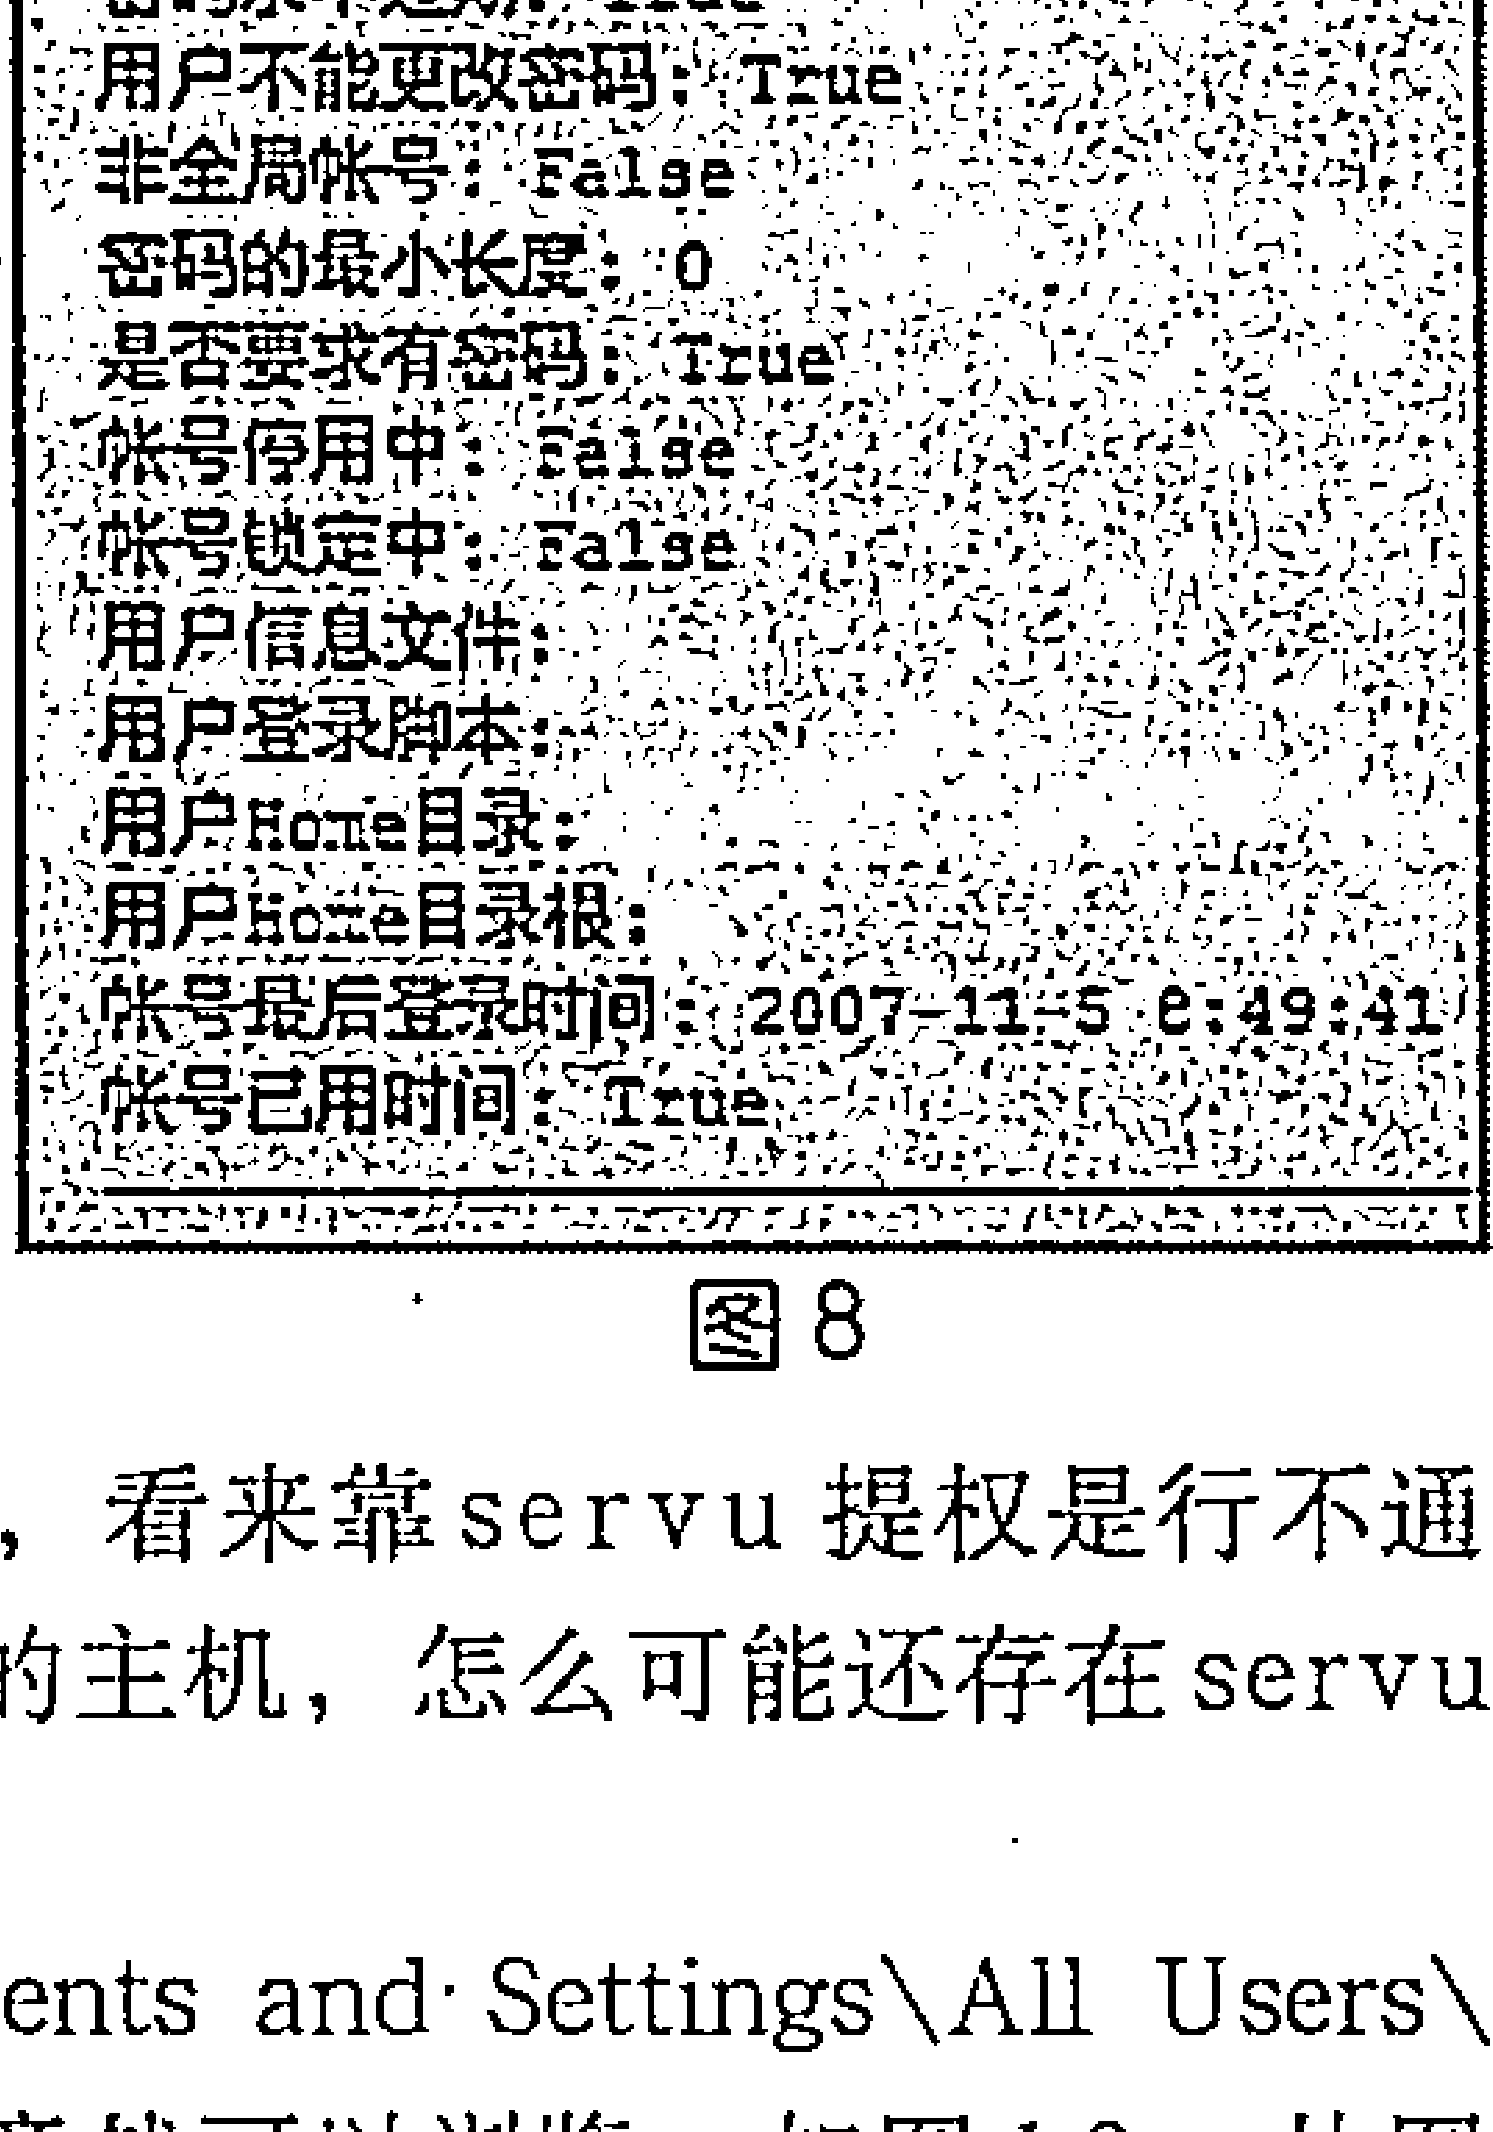 用户不能更改密码: True
非全局帐号: False
密码的最小长度: 0
是否要求有密码: True
帐号停用中: False
帐号锁定中: False
用户信息文件:
用户登录脚本:
用户Home目录:
用户Home目录根:
帐号最后登录时间: 2007-11-5 :49:41
帐号已用时间: True
图 8
，看来靠servu 提权是行不通
的主机，怎么可能还存在servu
ents and Settings\All Users\